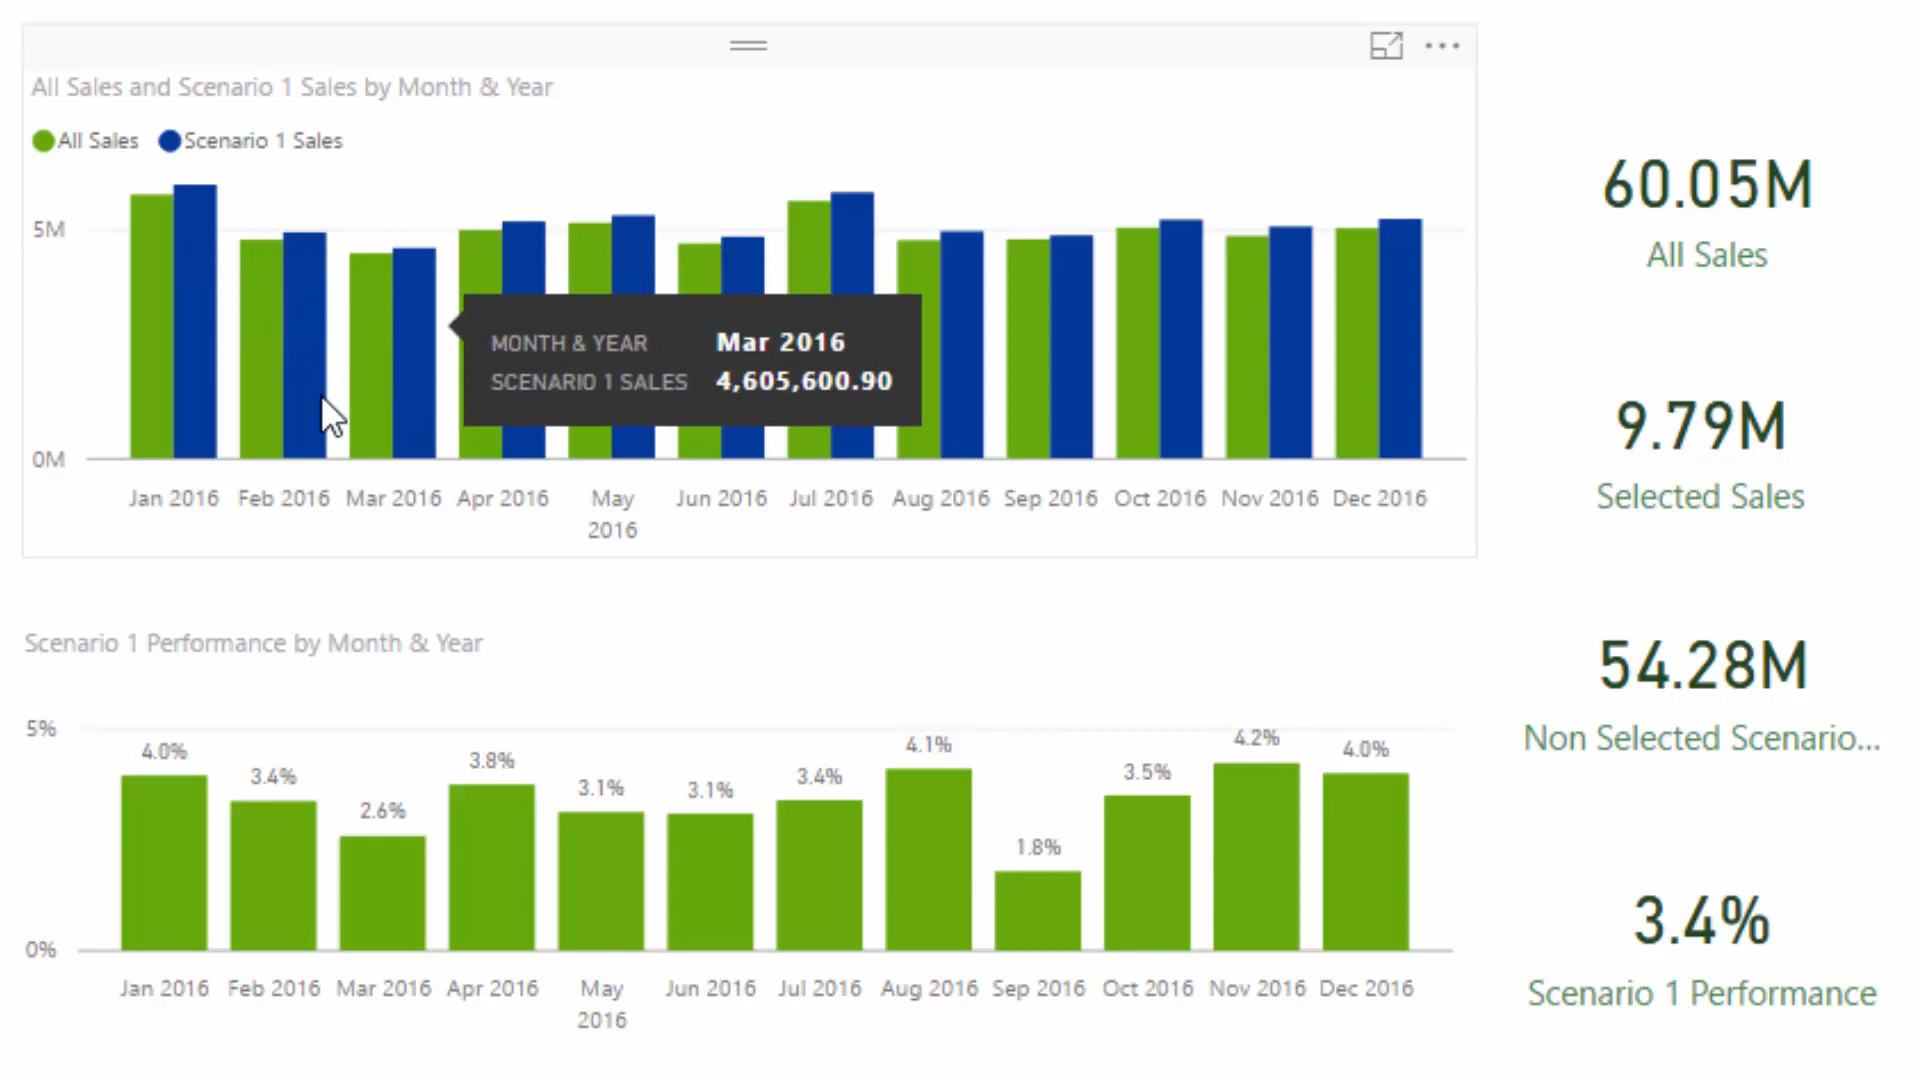 All Sales and Scenario 1 Sales by Month & Year
All Sales Scenario 1 Sales
5M
0M
MONTH & YEAR Mar 2016
SCENARIO 1 SALES 4,605,600.90
Jan 2016 Feb 2016 Mar 2016 Apr 2016 May 2016 Jun 2016 Jul 2016 Aug 2016 Sep 2016 Oct 2016 Nov 2016 Dec 2016
60.05M
All Sales
9.79M
Selected Sales
54.28M
Non Selected Scenario...
3.4%
Scenario 1 Performance
Scenario 1 Performance by Month & Year
5%
0%
4.0% 3.4% 2.6% 3.8% 3.1% 3.1% 3.4% 4.1% 1.8% 3.5% 4.2% 4.0%
Jan 2016 Feb 2016 Mar 2016 Apr 2016 May 2016 Jun 2016 Jul 2016 Aug 2016 Sep 2016 Oct 2016 Nov 2016 Dec 2016